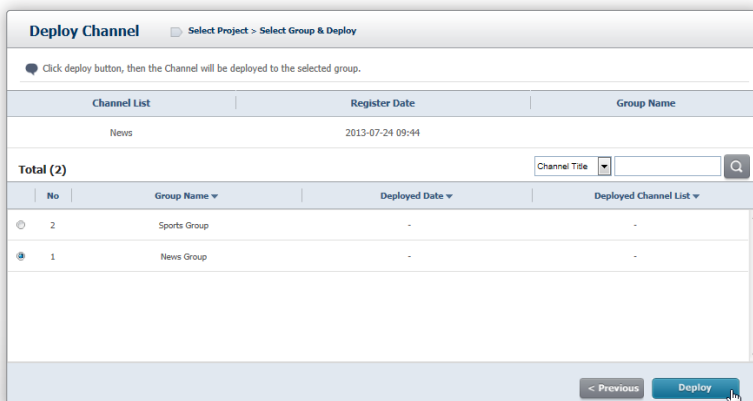 Deploy Channel Select Project > Select Group & Deploy
Click deploy button, then the Channel will be deployed to the selected group.
Channel List Register Date Group Name
News 2013-07-24 09:44
Total (2) Channel Title
No Group Name Deployed Date Deployed Channel List
2 Sports Group - -
1 News Group - -
< Previous Deploy